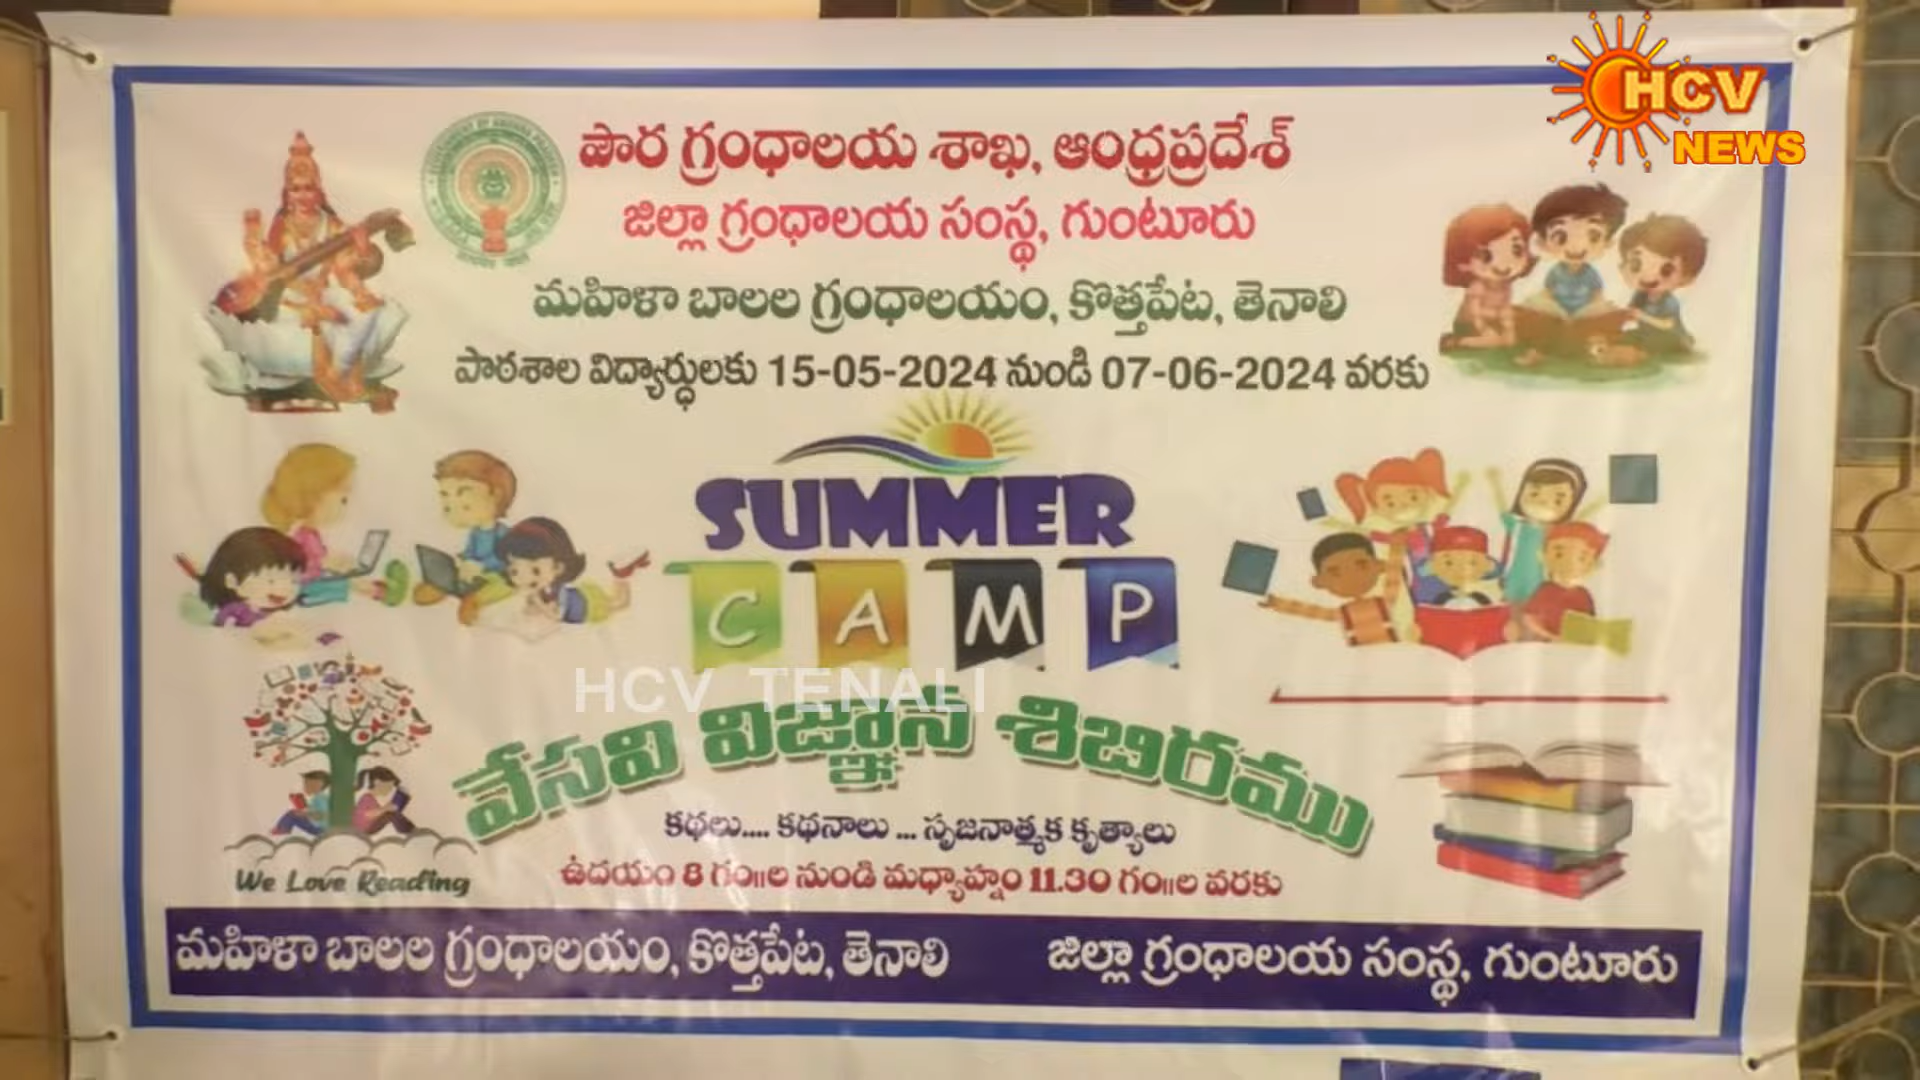 HCV
NEWS
పౌర గ్రంధాలయ శాఖ, ఆంధ్రప్రదేశ్
జిల్లా గ్రంధాలయ సంస్థ, గుంటూరు
మహిళా బాలల గ్రంధాలయం, కొత్తపేట, తెనాలి
పాఠశాల విద్యార్ధులకు 15-05-2024 నుండి 07-06-2024 వరకు
SUMMER
CAMP
HCV TENALI
వేసవి విజ్ఞాన శిబిరము
కథలు.... కథనాలు ... సృజనాత్మక కృత్యాలు
We Love Reading
ఉదయం 8 గం॥ల నుండి మధ్యాహ్నం 11.30 గం॥ల వరకు
మహిళా బాలల గ్రంధాలయం, కొత్తపేట, తెనాలి
జిల్లా గ్రంధాలయ సంస్థ, గుంటూరు